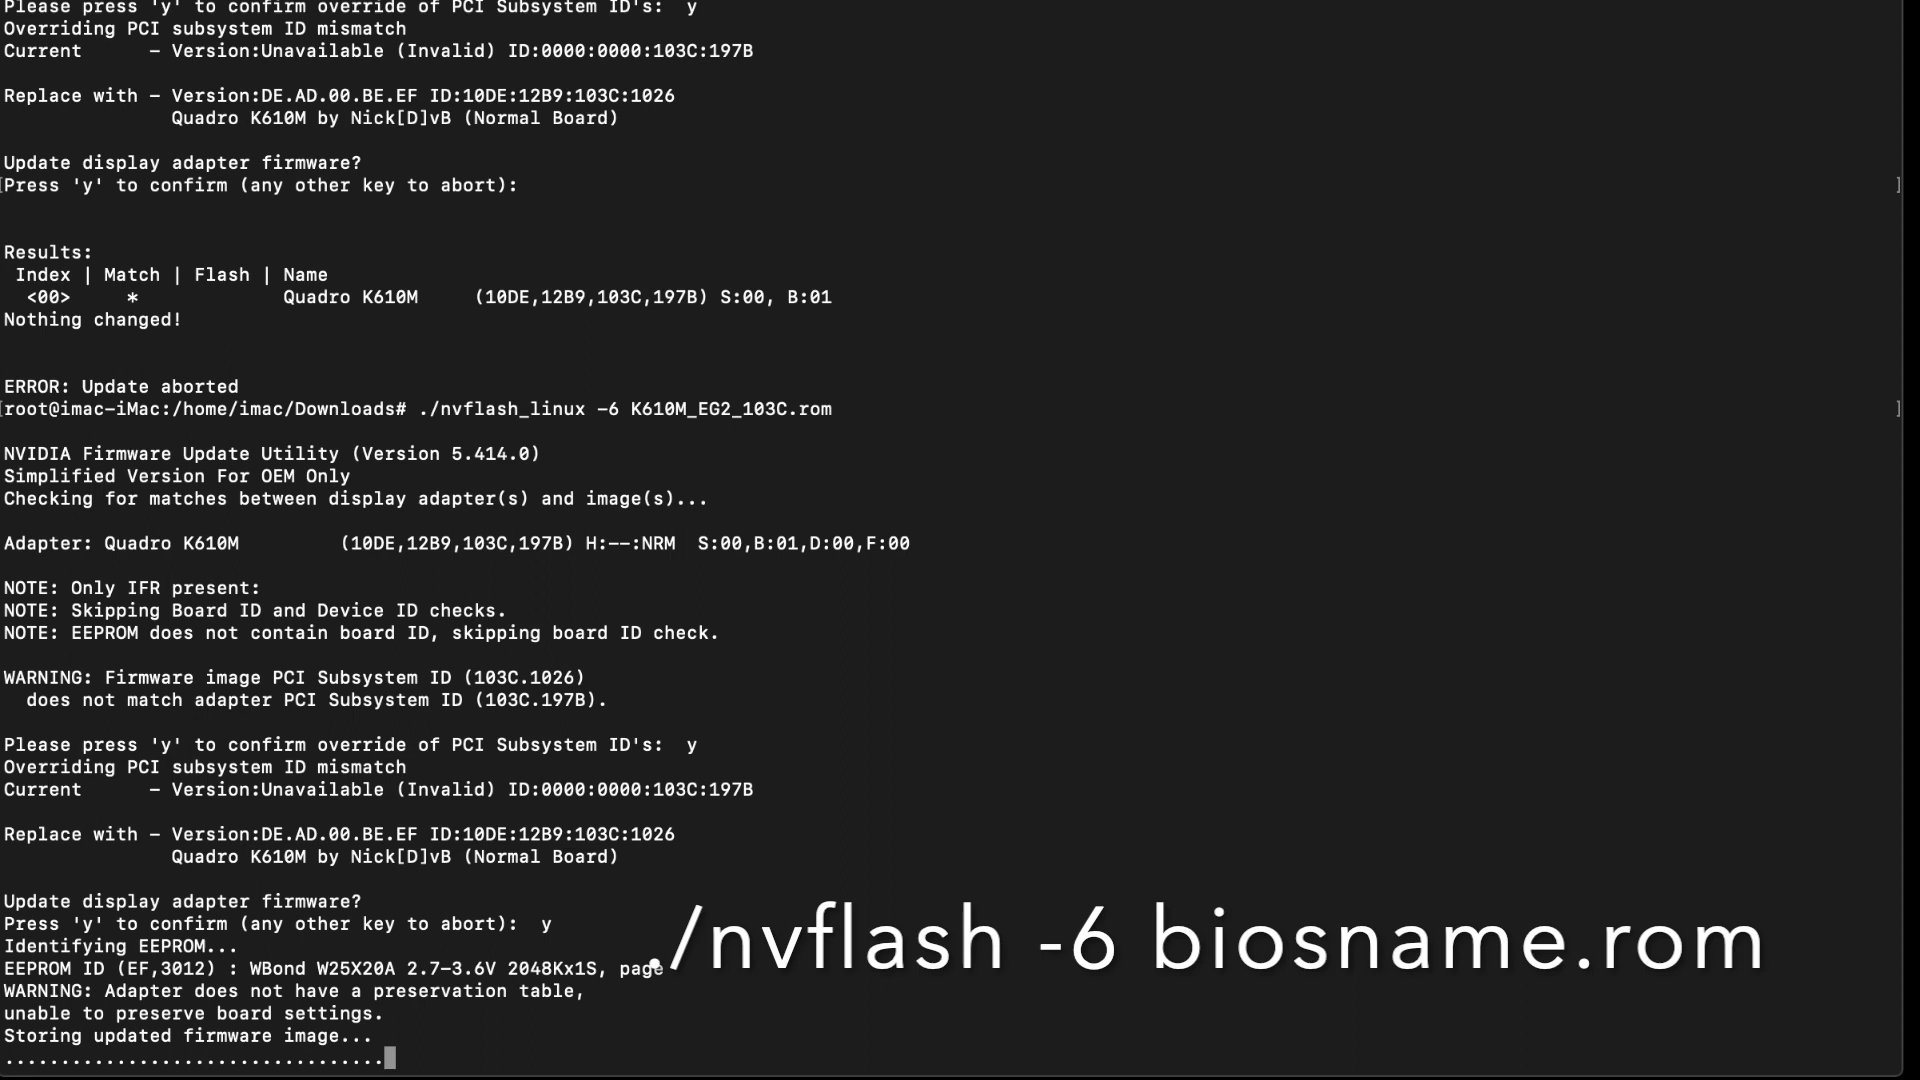 Please press 'y' to confirm override of PCI Subsystem ID's:  y
Overriding PCI subsystem ID mismatch
Current      - Version:Unavailable (Invalid) ID:0000:0000:103C:197B
Replace with - Version:DE.AD.00.BE.EF ID:10DE:12B9:103C:1026
Quadro K610M by Nick[D]vB (Normal Board)
Update display adapter firmware?
[Press 'y' to confirm (any other key to abort): ]
Results:
Index | Match | Flash | Name
<00>     *             Quadro K610M     (10DE,12B9,103C,197B) S:00, B:01
Nothing changed!
ERROR: Update aborted
[root@imac-iMac:/home/imac/Downloads# ./nvflash_linux -6 K610M_EG2_103C.rom ]
NVIDIA Firmware Update Utility (Version 5.414.0)
Simplified Version For OEM Only
Checking for matches between display adapter(s) and image(s)...
Adapter: Quadro K610M         (10DE,12B9,103C,197B) H:--:NRM  S:00,B:01,D:00,F:00
NOTE: Only IFR present:
NOTE: Skipping Board ID and Device ID checks.
NOTE: EEPROM does not contain board ID, skipping board ID check.
WARNING: Firmware image PCI Subsystem ID (103C.1026)
does not match adapter PCI Subsystem ID (103C.197B).
Please press 'y' to confirm override of PCI Subsystem ID's:  y
Overriding PCI subsystem ID mismatch
Current      - Version:Unavailable (Invalid) ID:0000:0000:103C:197B
Replace with - Version:DE.AD.00.BE.EF ID:10DE:12B9:103C:1026
Quadro K610M by Nick[D]vB (Normal Board)
Update display adapter firmware?
Press 'y' to confirm (any other key to abort):  y
Identifying EEPROM...
EEPROM ID (EF,3012) : WBond W25X20A 2.7-3.6V 2048Kx1S, page
WARNING: Adapter does not have a preservation table,
unable to preserve board settings.
Storing updated firmware image...
..................................
./nvflash -6 biosname.rom